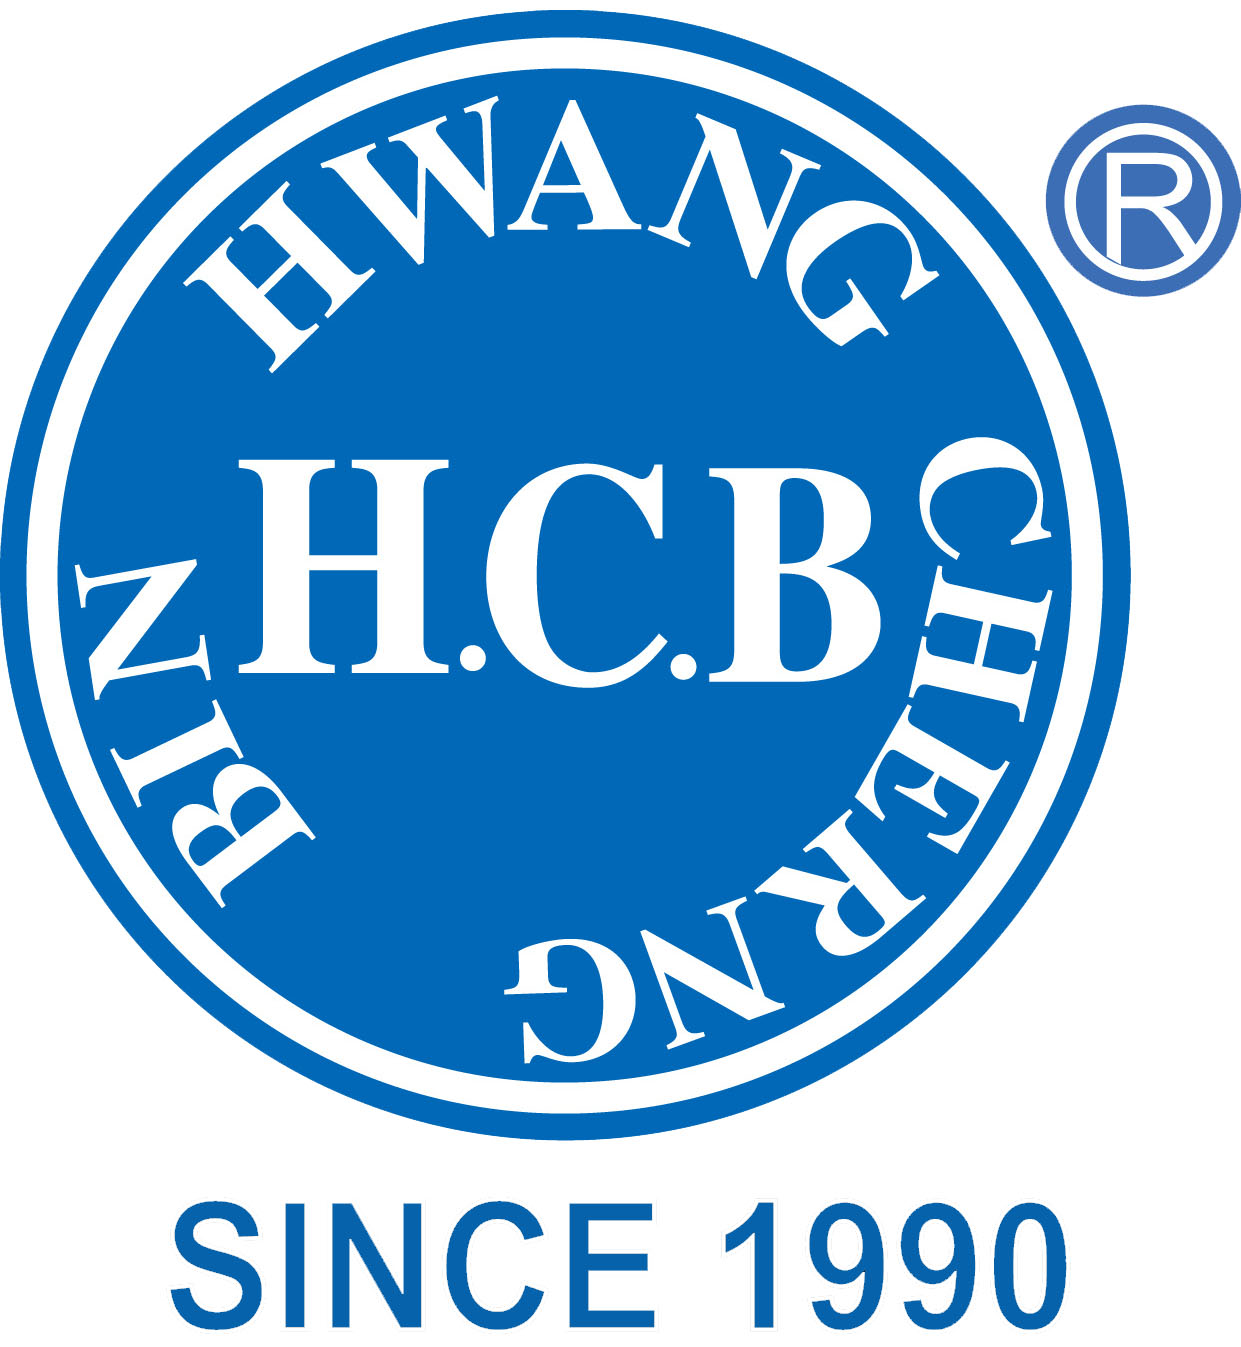 HWANG CHERNG BIN
H.C.B
®
SINCE 1990